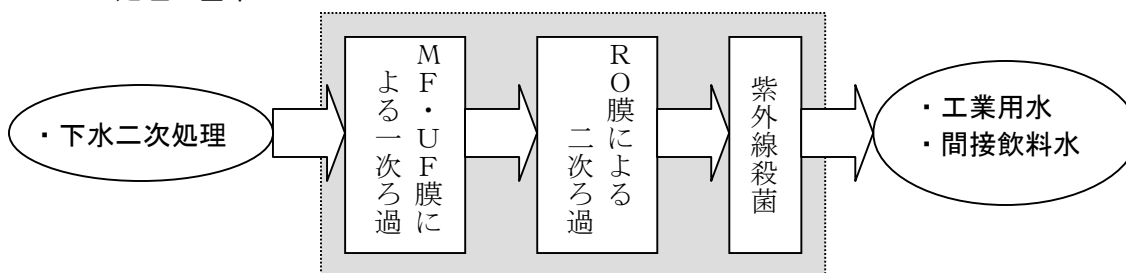 ・下水二次処理
MF・UF膜に
よる一次ろ過
RO膜による
二次ろ過
紫外線殺菌
・工業用水
・間接飲料水